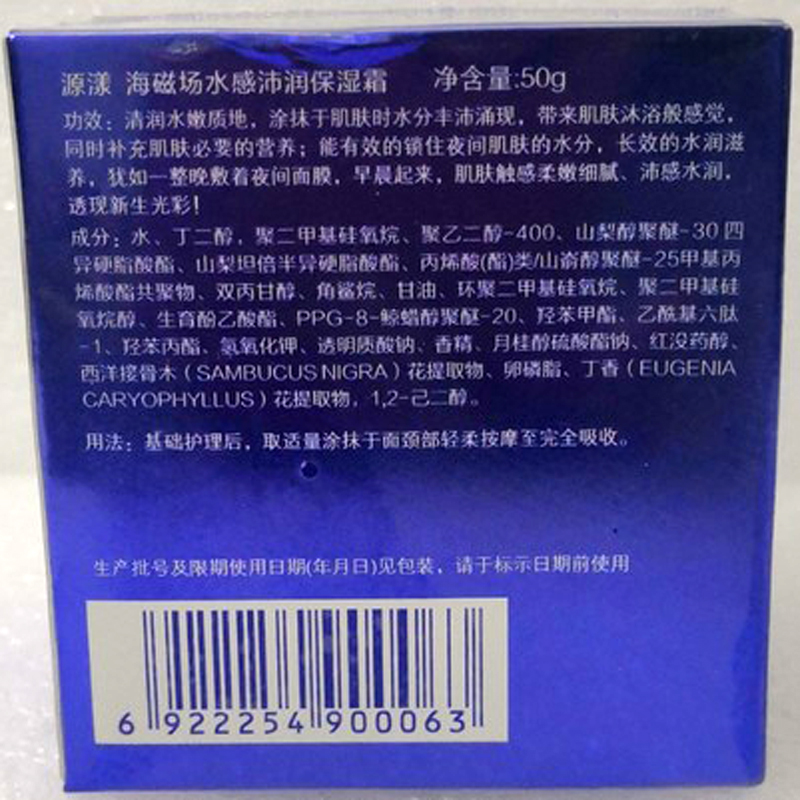 源漾 海磁场水感沛润保湿霜 净含量:50g
功效：清润水嫩质地，涂抹于肌肤时水分丰沛涌现，带来肌肤沐浴般感觉，
同时补充肌肤必要的营养；能有效的锁住夜间肌肤的水分，长效的水润滋
养，犹如一整晚敷着夜间面膜，早晨起来，肌肤触感柔嫩细腻、沛感水润，
透现新生光彩！
成分：水、丁二醇，聚二甲基硅氧烷、聚乙二醇-400、山梨醇聚醚-30 四
异硬脂酸酯、山梨坦倍半异硬脂酸酯、丙烯酸(酯)类/山嵛醇聚醚-25甲基丙
烯酸酯共聚物、双丙甘醇、角鲨烷、甘油、环聚二甲基硅氧烷、聚二甲基硅
氧烷醇、生育酚乙酸酯、PPG-8-鲸蜡醇聚醚-20、羟苯甲酯、乙酰基六肽
-1、羟苯丙酯、氢氧化钾、透明质酸钠、香精、月桂醇硫酸酯钠、红没药醇、
西洋接骨木（SAMBUCUS NIGRA）花提取物、卵磷脂、丁香（EUGENIA
CARYOPHYLLUS）花提取物，1,2-己二醇。
用法：基础护理后，取适量涂抹于面颈部轻柔按摩至完全吸收。
生产批号及限期使用日期(年月日)见包装，请于标示日期前使用
6 922254 900063